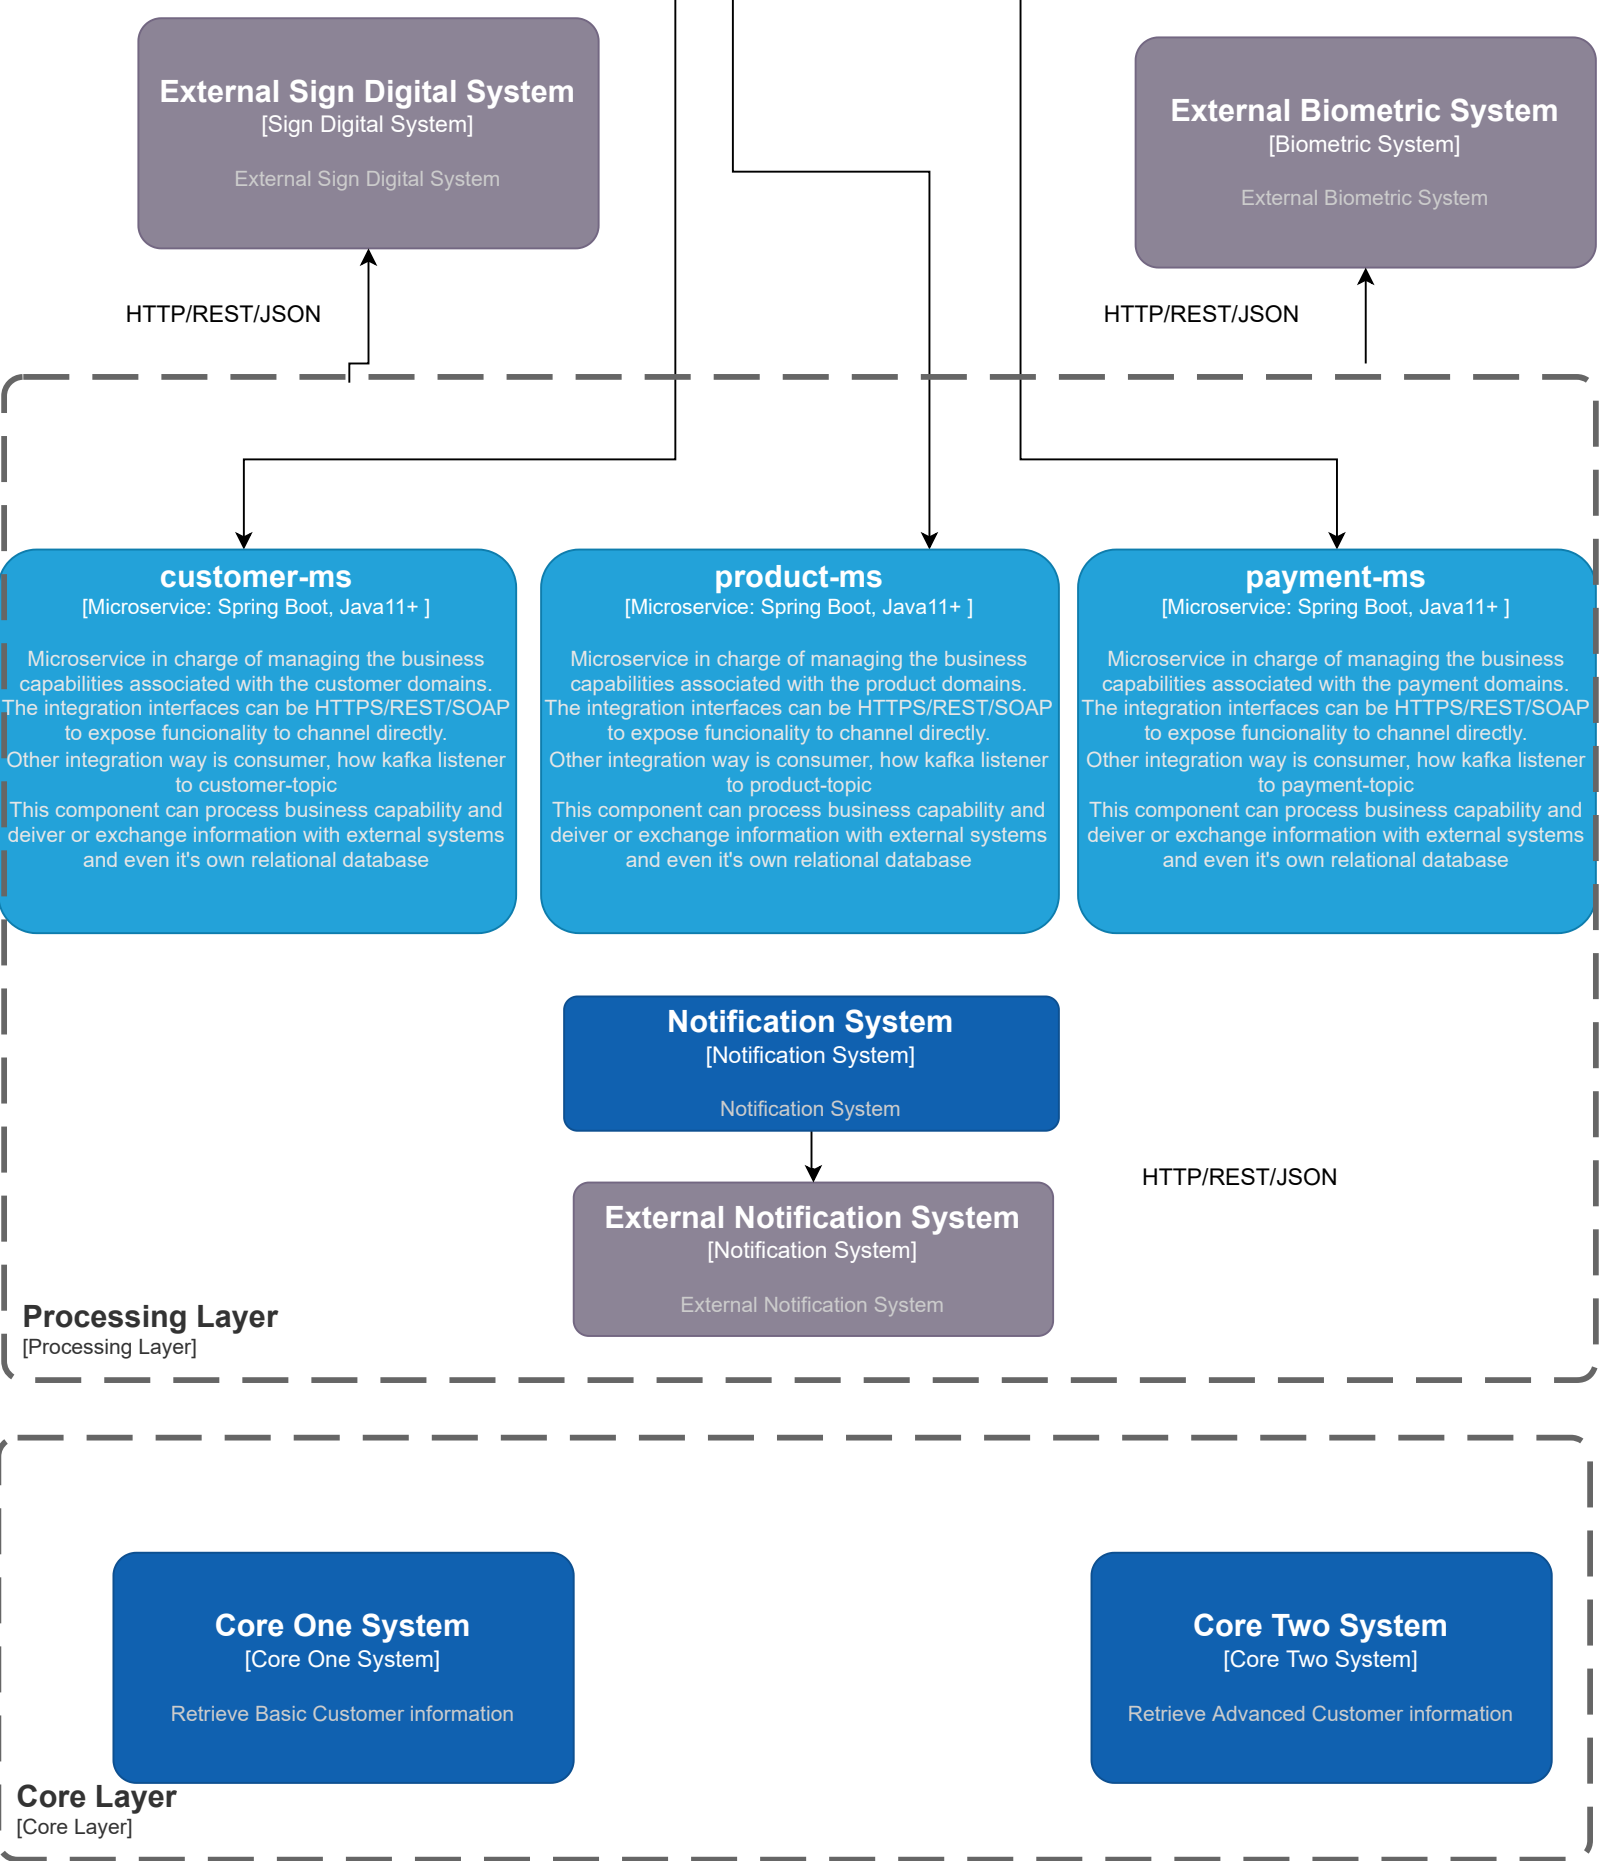 External Sign Digital System
[Sign Digital System]
External Sign Digital System
External Biometric System
[Biometric System]
External Biometric System
HTTP/REST/JSON
HTTP/REST/JSON
customer-ms
[Microservice: Spring Boot, Java11+ ]
Microservice in charge of managing the business
capabilities associated with the customer domains.
The integration interfaces can be HTTPS/REST/SOAP
to expose funcionality to channel directly.
Other integration way is consumer, how kafka listener
to customer-topic
This component can process business capability and
deiver or exchange information with external systems
and even it's own relational database
product-ms
[Microservice: Spring Boot, Java11+ ]
Microservice in charge of managing the business
capabilities associated with the product domains.
The integration interfaces can be HTTPS/REST/SOAP
to expose funcionality to channel directly.
Other integration way is consumer, how kafka listener
to product-topic
This component can process business capability and
deiver or exchange information with external systems
and even it's own relational database
payment-ms
[Microservice: Spring Boot, Java11+ ]
Microservice in charge of managing the business
capabilities associated with the payment domains.
The integration interfaces can be HTTPS/REST/SOAP
to expose funcionality to channel directly.
Other integration way is consumer, how kafka listener
to payment-topic
This component can process business capability and
deiver or exchange information with external systems
and even it's own relational database
Notification System
[Notification System]
Notification System
HTTP/REST/JSON
External Notification System
[Notification System]
External Notification System
Processing Layer
[Processing Layer]
Core One System
[Core One System]
Retrieve Basic Customer information
Core Two System
[Core Two System]
Retrieve Advanced Customer information
Core Layer
[Core Layer]